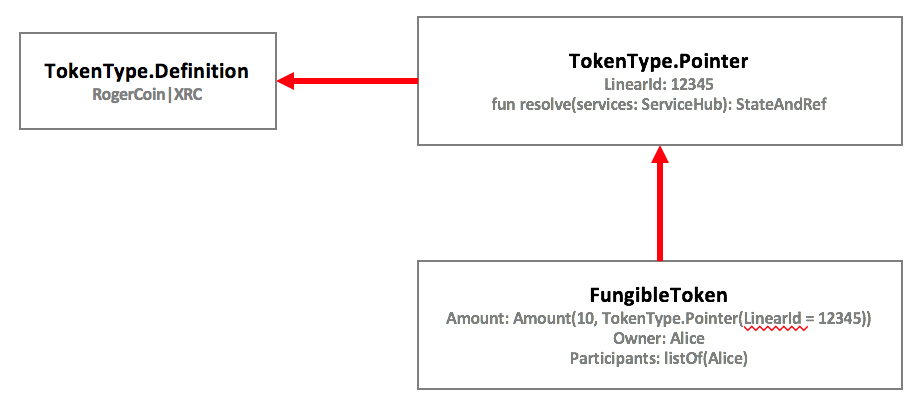 TokenType.Definition
RogerCoin|XRC
TokenType.Pointer
LinearId: 12345
fun resolve(services: ServiceHub): StateAndRef
FungibleToken
Amount: Amount(10, TokenType.Pointer(LinearId = 12345))
Owner: Alice
Participants: listOf(Alice)